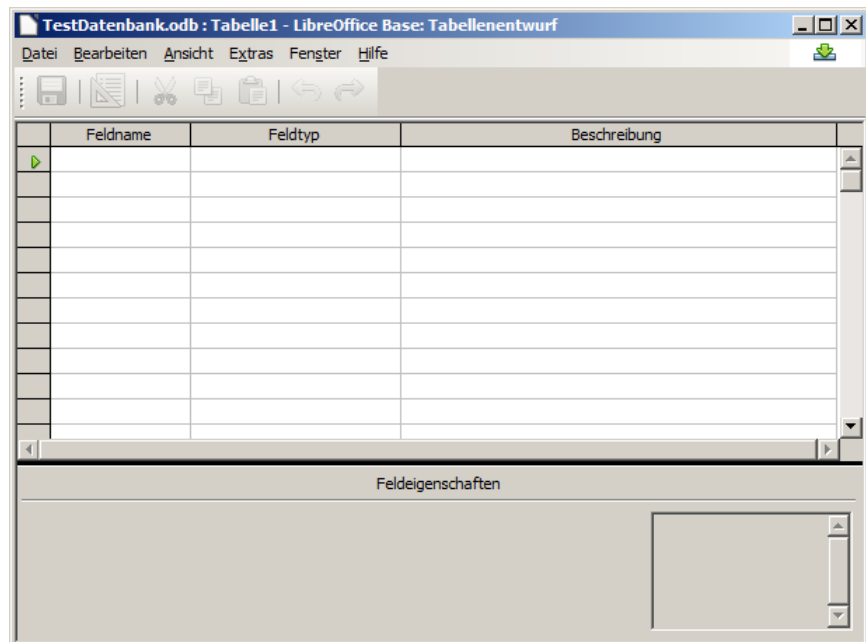 TestDatenbank.odb : Tabelle1 - LibreOffice Base: Tabellenentwurf
Datei Bearbeiten Ansicht Extras Fenster Hilfe
Feldname Feldtyp Beschreibung
Feldeigenschaften